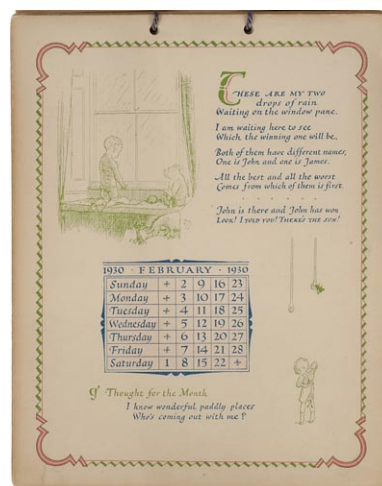 THESE ARE MY TWO
drops of rain
Waiting on the window pane.
I am waiting here to see
Which the winning one will be.
Both of them have different names,
One is John and one is James.
All the best and all the worst
Comes from which of them is first.
John is there and John has won
LOOK! I TOLD YOU! THERE'S THE SUN!
1930 · FEBRUARY · 1930
Sunday + 2 9 16 23
Monday + 3 10 17 24
Tuesday + 4 11 18 25
Wednesday + 5 12 19 26
Thursday + 6 13 20 27
Friday + 7 14 21 28
Saturday 1 8 15 22 +
Thought for the Month
I know wonderful puddly places
Who's coming out with me?